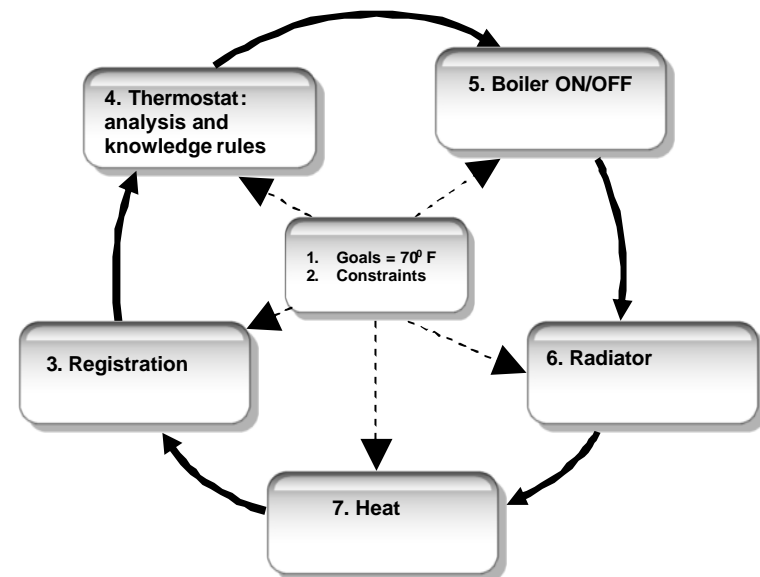 4. Thermostat:
analysis and
knowledge rules
5. Boiler ON/OFF
1. Goals = 70⁰ F
2. Constraints
3. Registration
6. Radiator
7. Heat